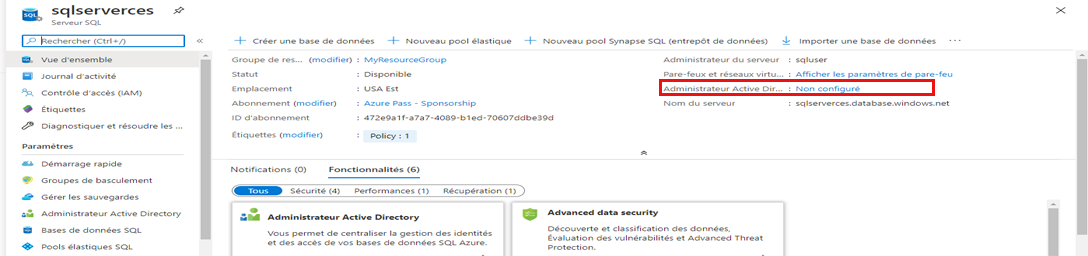 sqlserverces
SQL
Serveur SQL
Rechercher (Ctrl+/)
«
Vue d'ensemble
Journal d'activité
Contrôle d'accès (IAM)
Étiquettes
Diagnostiquer et résoudre les ...
Paramètres
Démarrage rapide
Groupes de basculement
Gérer les sauvegardes
Administrateur Active Directory
Bases de données SQL
Pools élastiques SQL
+ Créer une base de données + Nouveau pool élastique + Nouveau pool Synapse SQL (entrepôt de données) Importer une base de données ...
Groupe de res... (modifier) : MyResourceGroup
Statut : Disponible
Emplacement : USA Est
Abonnement (modifier) : Azure Pass - Sponsorship
ID d'abonnement : 472e9a1f-a7a7-4089-b1ed-70607ddbe39d
Étiquettes (modifier) : Policy : 1
Administrateur du serveur : sqluser
Pare-feux et réseaux virtu... : Afficher les paramètres de pare-feu
Administrateur Active Dir... : Non configuré
Nom du serveur : sqlserverces.database.windows.net
Notifications (0) Fonctionnalités (6)
Tous Sécurité (4) Performances (1) Récupération (1)
Administrateur Active Directory
Vous permet de centraliser la gestion des identités
et des accès de vos bases de données SQL Azure.
Advanced data security
Découverte et classification des données,
Évaluation des vulnérabilités et Advanced Threat
Protection.